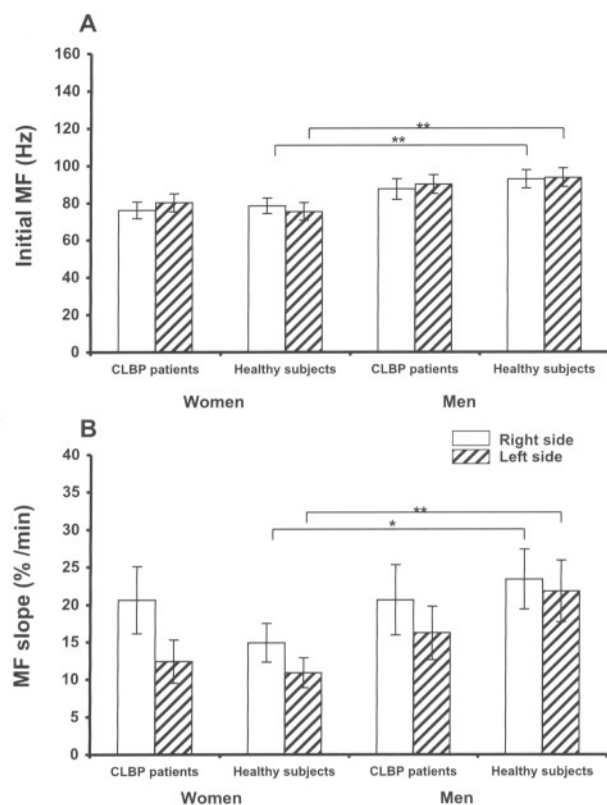 A
Initial MF (Hz)
160
140
120
100
80
60
40
20
0
**
**
CLBP patients Healthy subjects CLBP patients Healthy subjects
Women Men
B
Right side
Left side
MF slope (% /min)
40
35
30
25
20
15
10
5
0
**
*
CLBP patients Healthy subjects CLBP patients Healthy subjects
Women Men